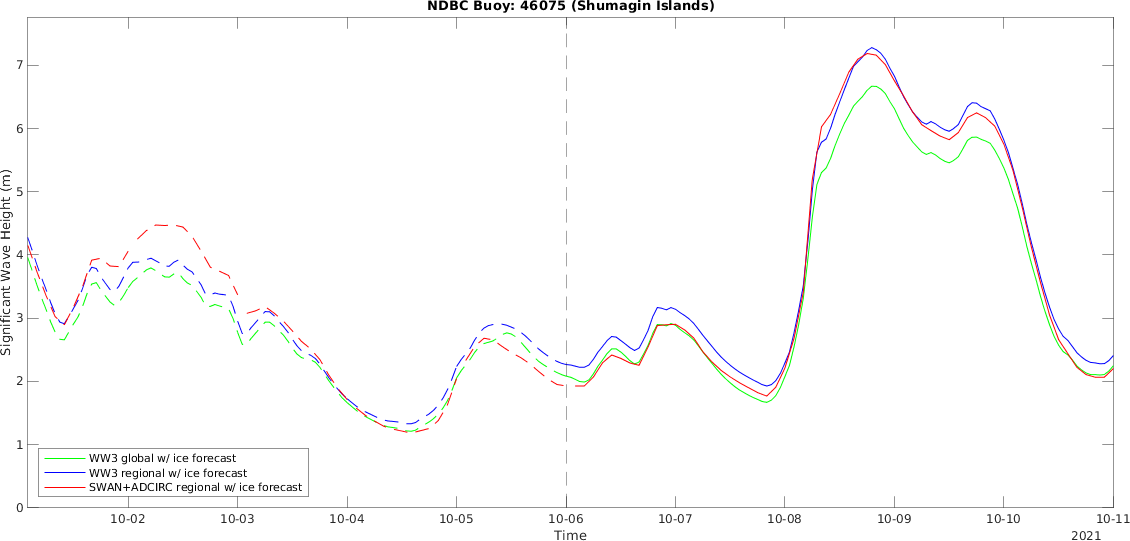 NDBC Buoy: 46075 (Shumagin Islands)
Significant Wave Height (m)
7
6
5
4
3
2
1
0
WW3 global w/ ice forecast
WW3 regional w/ ice forecast
SWAN+ADCIRC regional w/ ice forecast
10-02 10-03 10-04 10-05 10-06 10-07 10-08 10-09 10-10 10-11
Time
2021